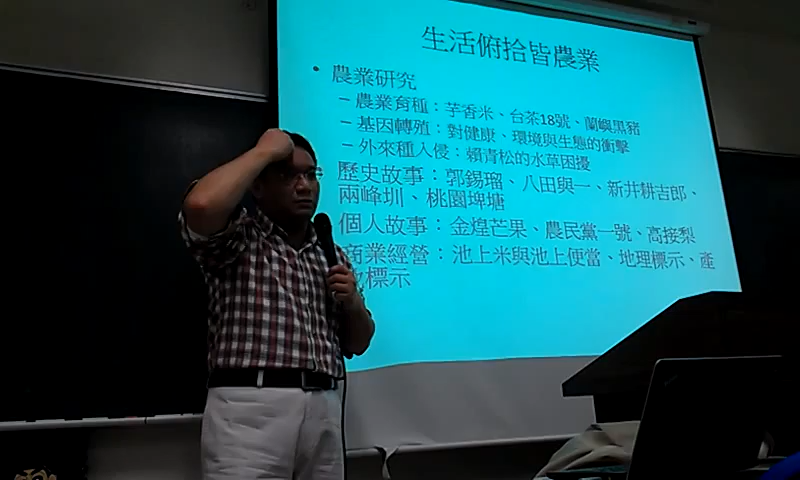 生活俯拾皆農業
• 農業研究
– 農業育種：芋香米、台茶18號、蘭嶼黑豬
– 基因轉殖：對健康、環境與生態的衝擊
– 外來種入侵：賴青松的水草困擾
歷史故事：郭錫瑠、八田與一、新井耕吉郎、
兩峰圳、桃園埤塘
個人故事：金煌芒果、農民黨一號、高接梨
商業經營：池上米與池上便當、地理標示、產
標示